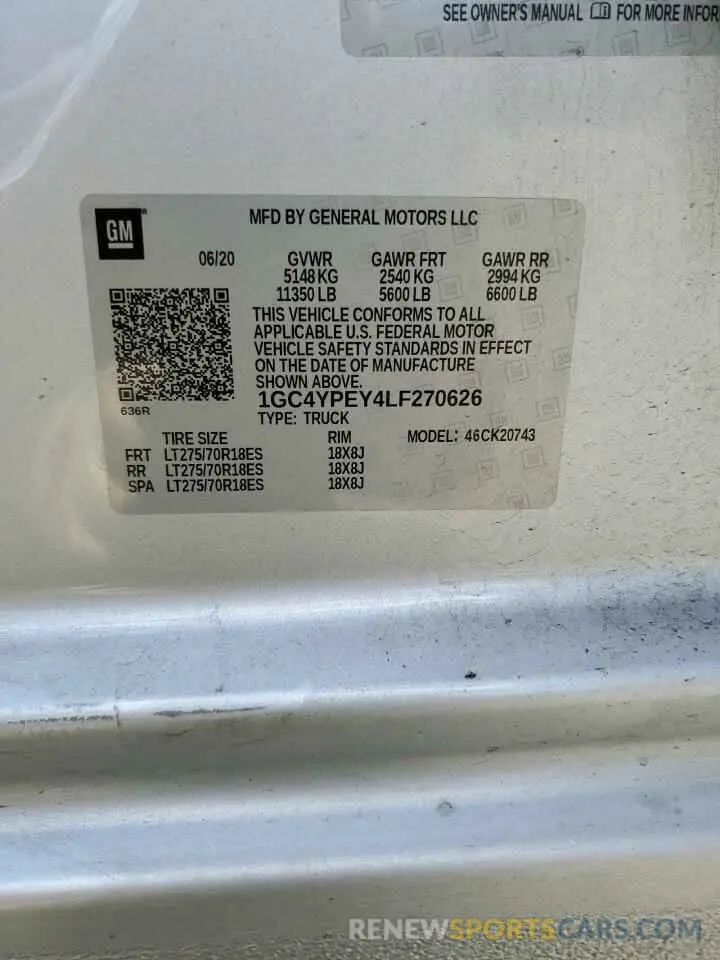 SEE OWNER'S MANUAL FOR MORE INFOR
GM
MFD BY GENERAL MOTORS LLC
06/20 GVWR GAWR FRT GAWR RR
5148 KG 2540 KG 2994 KG
11350 LB 5600 LB 6600 LB
THIS VEHICLE CONFORMS TO ALL
APPLICABLE U.S. FEDERAL MOTOR
VEHICLE SAFETY STANDARDS IN EFFECT
ON THE DATE OF MANUFACTURE
SHOWN ABOVE.
1GC4YPEY4LF270626
636R
TYPE: TRUCK
TIRE SIZE RIM MODEL: 46CK20743
FRT LT275/70R18ES 18X8J
RR LT275/70R18ES 18X8J
SPA LT275/70R18ES 18X8J
RENEWSPORTSCARS.COM